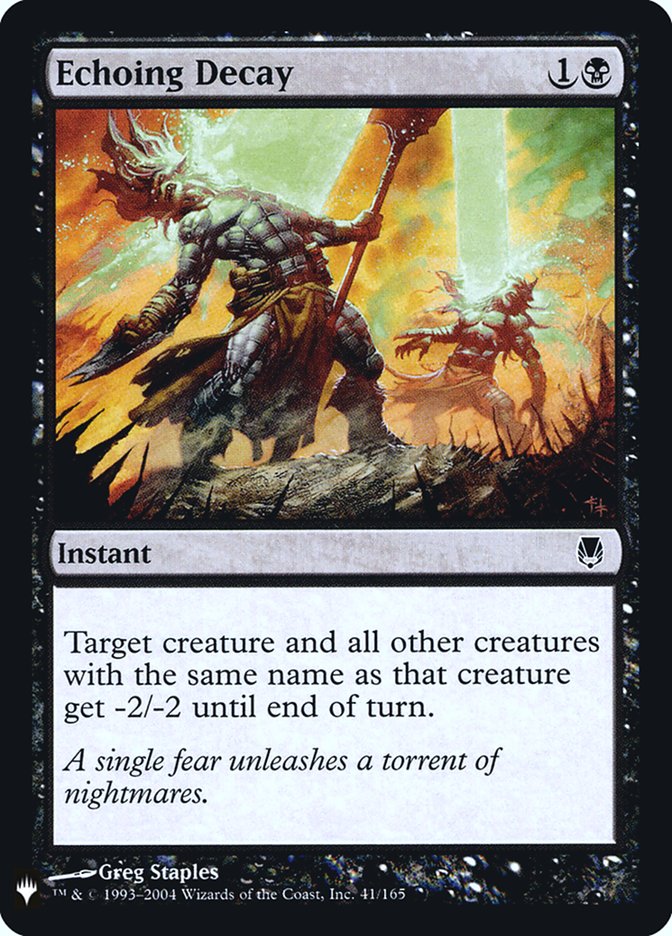 Echoing Decay 1
Instant
Target creature and all other creatures
with the same name as that creature
get -2/-2 until end of turn.
A single fear unleashes a torrent of
nightmares.
Greg Staples
™ & © 1993–2004 Wizards of the Coast, Inc. 41/165